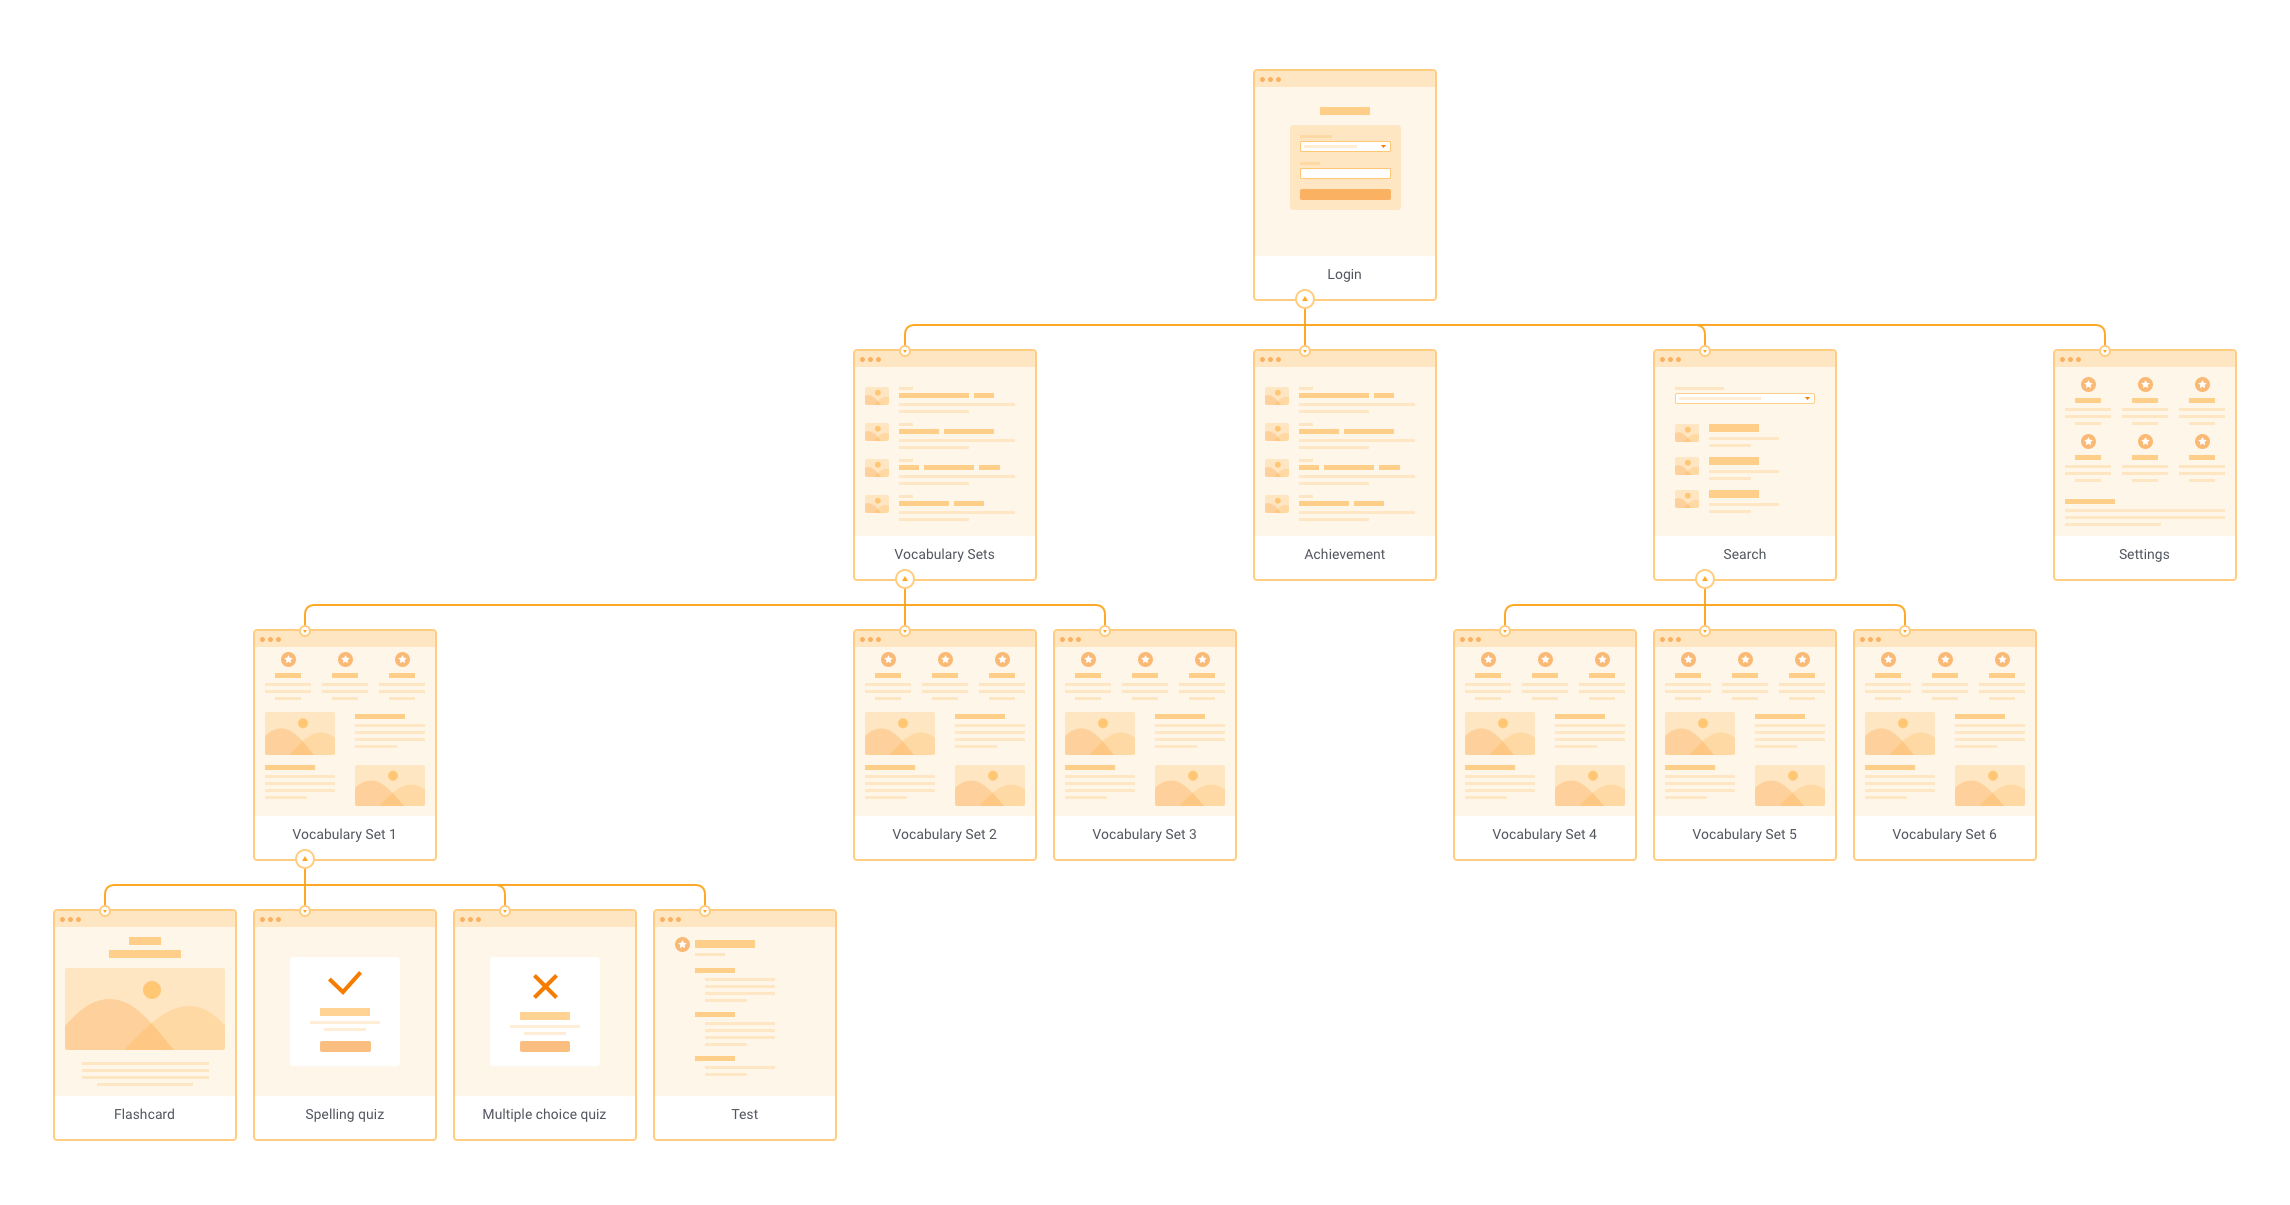 Login
Vocabulary Sets
Achievement
Search
Settings
Vocabulary Set 1
Vocabulary Set 2
Vocabulary Set 3
Vocabulary Set 4
Vocabulary Set 5
Vocabulary Set 6
Flashcard
Spelling quiz
Multiple choice quiz
Test